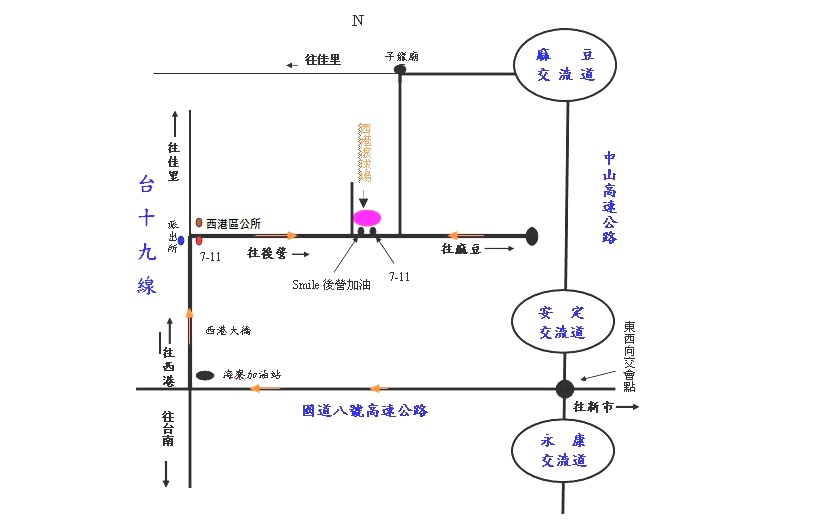 N
往佳里
子龍廟
麻 豆
交流道
往佳里
西港滾球場
中山高速公路
台十九線
派出所
西港區公所
7-11
往後營
往麻豆
Smile 後營加油
7-11
安 定
交流道
東西向交會點
西港大橋
往西港
海寮加油站
國道八號高速公路
往新市
往台南
永 康
交流道